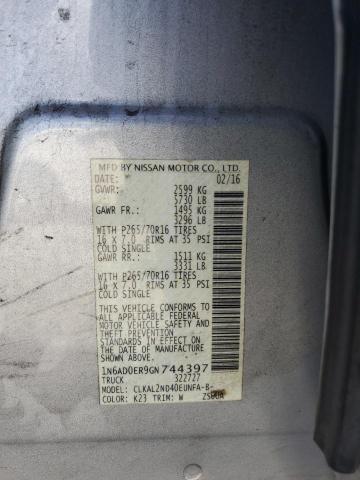 MFD BY NISSAN MOTOR CO., LTD.
DATE: 02/16
GVWR: 2599 KG
5730 LB
GAWR FR.: 1495 KG
3296 LB
WITH P265/70R16 TIRES
16 X 7.0 RIMS AT 35 PSI
COLD SINGLE
GAWR RR.: 1511 KG
3331 LB
WITH P265/70R16 TIRES
16 X 7.0 RIMS AT 35 PSI
COLD SINGLE
THIS VEHICLE CONFORMS TO
ALL APPLICABLE FEDERAL
MOTOR VEHICLE SAFETY
AND THEFT PREVENTION
STANDARDS IN EFFECT ON
THE DATE OF MANUFACTURE
SHOWN ABOVE.
1N6AD0ER9GN744397
TRUCK 322727
CLKAL2ND40EUNFA-B-
COLOR: K23 TRIM: W